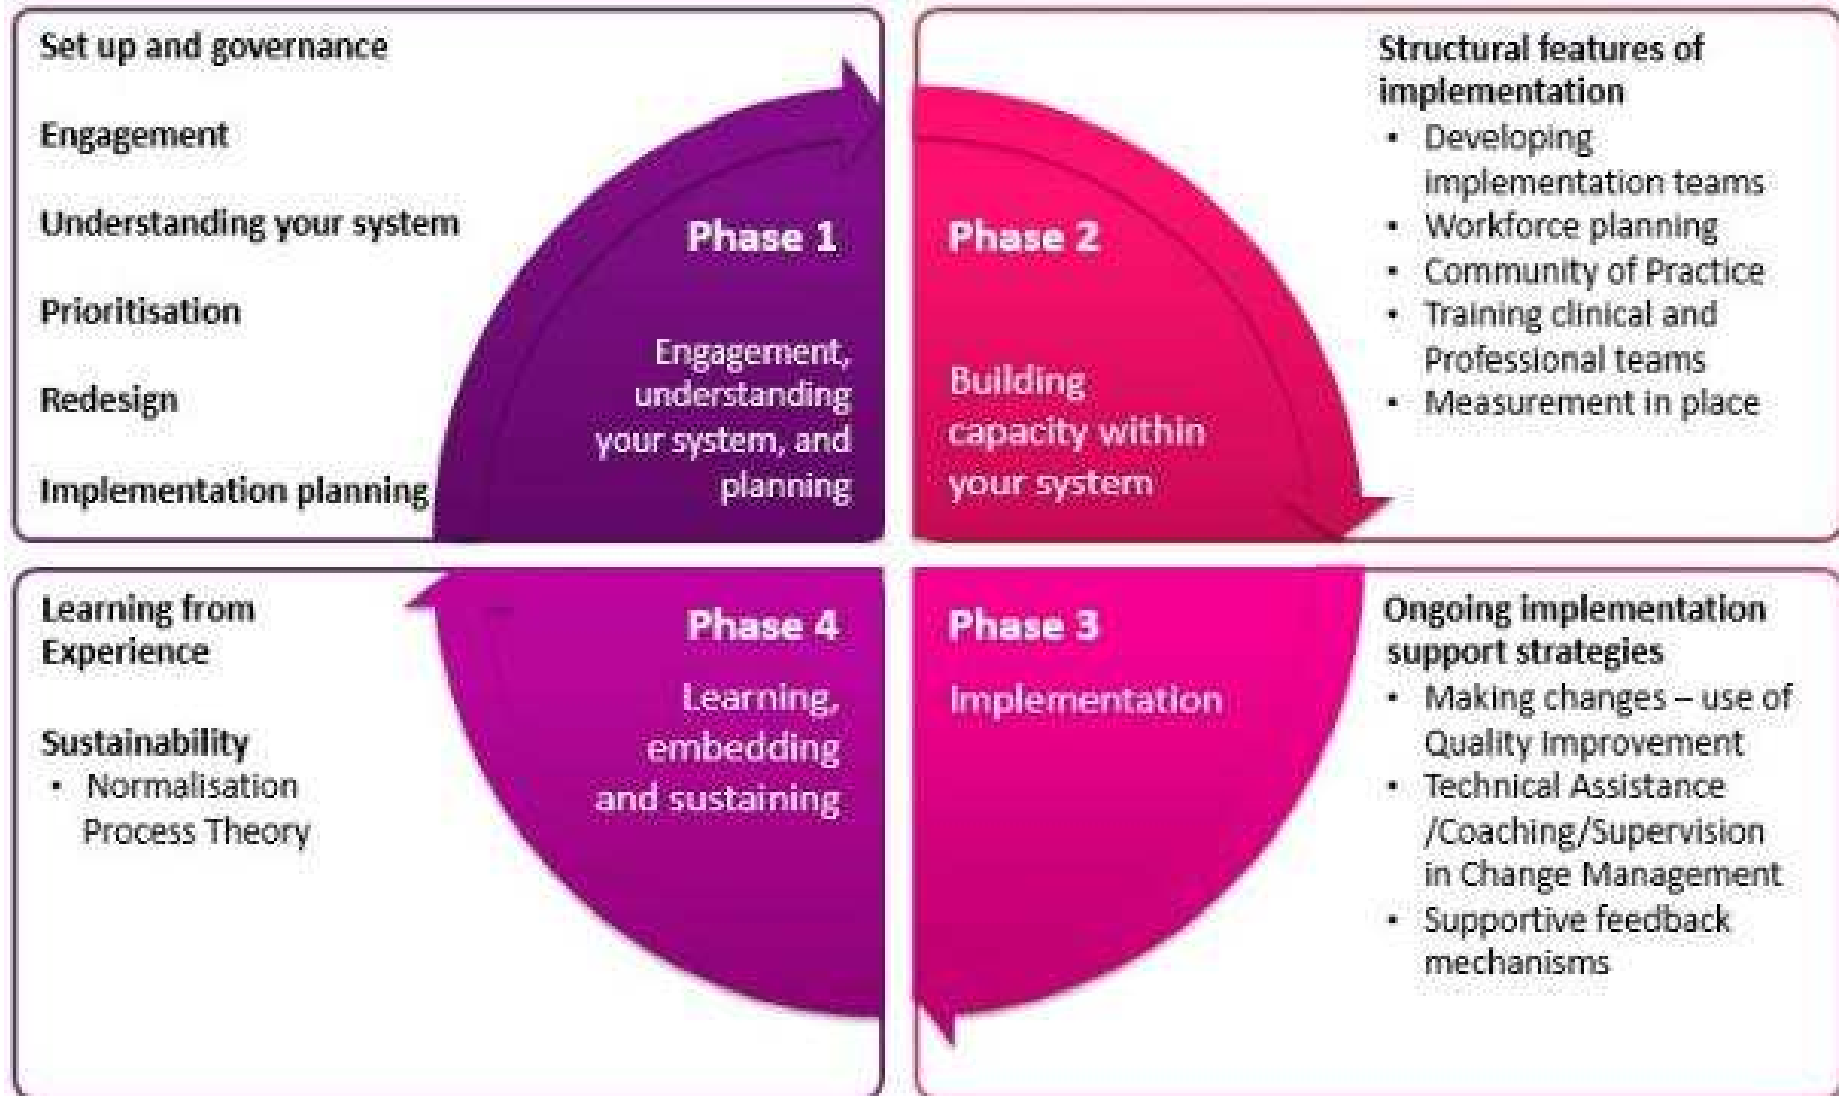 Set up and governance
Engagement
Understanding your system
Prioritisation
Redesign
Implementation planning
Phase 1
Engagement,
understanding
your system, and
planning
Phase 2
Building
capacity within
your system
Structural features of
implementation
• Developing
implementation teams
• Workforce planning
• Community of Practice
• Training clinical and
Professional teams
• Measurement in place
Learning from
Experience
Sustainability
• Normalisation
Process Theory
Phase 4
Learning,
embedding
and sustaining
Phase 3
Implementation
Ongoing implementation
support strategies
• Making changes – use of
Quality Improvement
• Technical Assistance
/Coaching/Supervision
in Change Management
• Supportive feedback
mechanisms